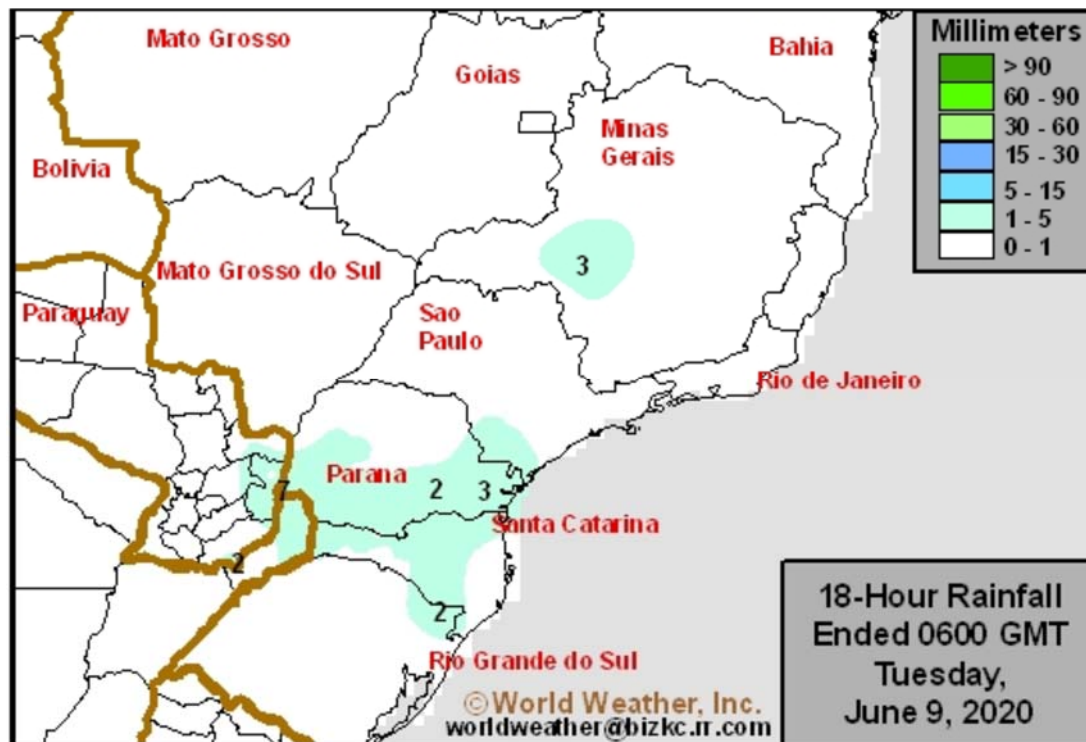 Mato Grosso
Goias
Bahia
Minas
Gerais
Bolivia
Mato Grosso do Sul
Paraguay
Sao
Paulo
Rio de Janeiro
Parana
Santa Catarina
Rio Grande do Sul
3
7
2
3
2
2
Millimeters
> 90
60 - 90
30 - 60
15 - 30
5 - 15
1 - 5
0 - 1
©World Weather, Inc.
worldweather@bizkc.rr.com
18-Hour Rainfall
Ended 0600 GMT
Tuesday,
June 9, 2020